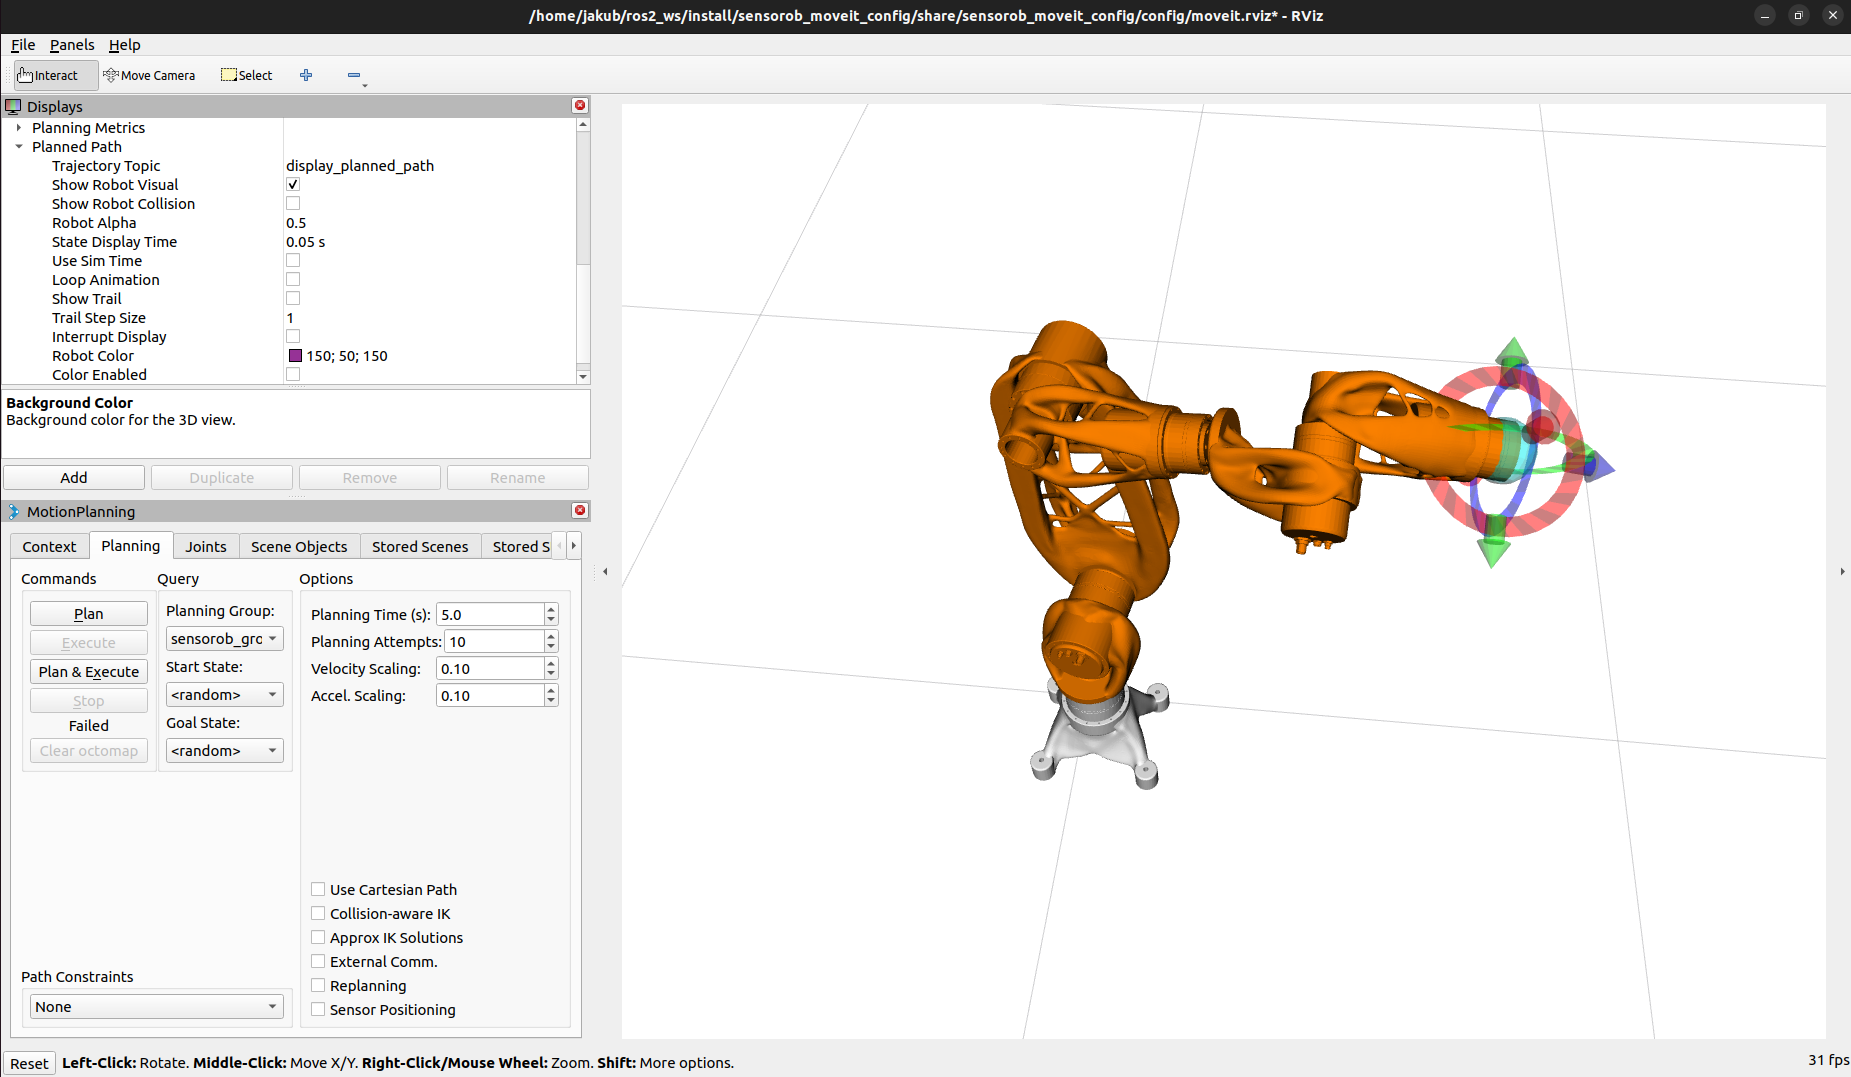 /home/jakub/ros2_ws/install/sensorob_moveit_config/share/sensorob_moveit_config/config/moveit.rviz* - RViz
File Panels Help
Interact Move Camera Select
Displays
Planning Metrics
Planned Path
Trajectory Topic display_planned_path
Show Robot Visual
Show Robot Collision
Robot Alpha 0.5
State Display Time 0.05 s
Use Sim Time
Loop Animation
Show Trail
Trail Step Size 1
Interrupt Display
Robot Color 150; 50; 150
Color Enabled
Background Color
Background color for the 3D view.
Add Duplicate Remove Rename
MotionPlanning
Context Planning Joints Scene Objects Stored Scenes Stored S
Commands
Plan
Execute
Plan & Execute
Stop
Failed
Clear octomap
Query
Planning Group:
sensorob_gro
Start State:
<random>
Goal State:
<random>
Options
Planning Time (s): 5.0
Planning Attempts: 10
Velocity Scaling: 0.10
Accel. Scaling: 0.10
Use Cartesian Path
Collision-aware IK
Approx IK Solutions
External Comm.
Replanning
Sensor Positioning
Path Constraints
None
Reset Left-Click: Rotate. Middle-Click: Move X/Y. Right-Click/Mouse Wheel: Zoom. Shift: More options.
31 fps